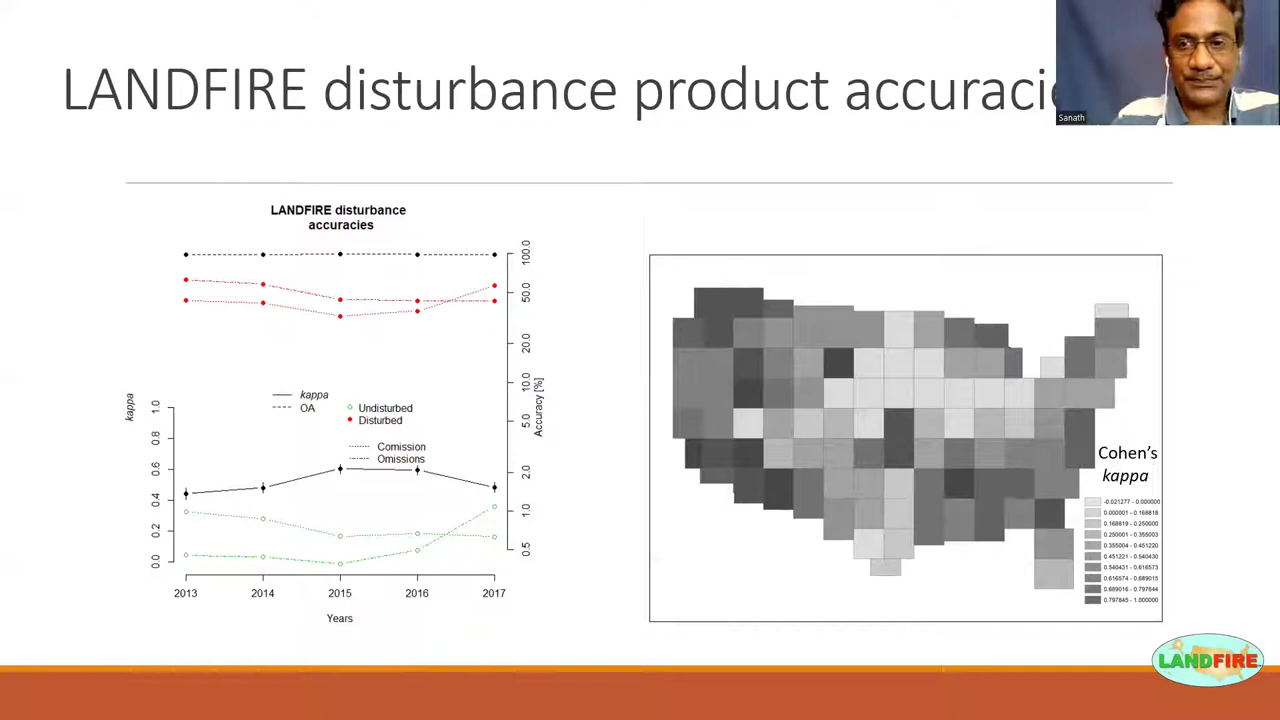 LANDFIRE disturbance product accuracie
Sanath
LANDFIRE disturbance
accuracies
100.0
50.0
20.0
10.0
5.0
2.0
1.0
0.5
Accuracy [%]
kappa
1.0
0.8
0.6
0.4
0.2
0.0
kappa
OA
Undisturbed
Disturbed
Comission
Omissions
2013 2014 2015 2016 2017
Years
Cohen's
kappa
-0.021277 - 0.000000
0.000001 - 0.168818
0.168819 - 0.250000
0.250001 - 0.355003
0.355004 - 0.451220
0.451221 - 0.540430
0.540431 - 0.616573
0.616574 - 0.689015
0.689016 - 0.797844
0.797845 - 1.000000
LANDFIRE